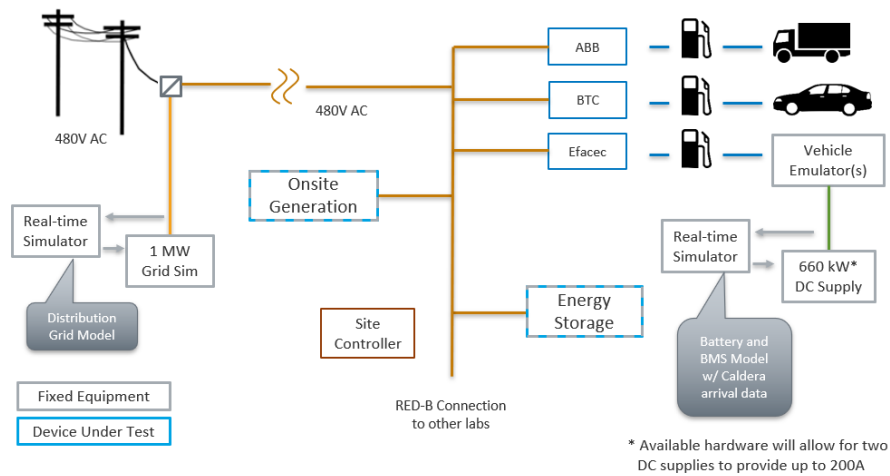 480V AC
480V AC
ABB
BTC
Efacec
Vehicle
Emulator(s)
Onsite
Generation
Real-time
Simulator
1 MW
Grid Sim
Distribution
Grid Model
Real-time
Simulator
660 kW*
DC Supply
Energy
Storage
Site
Controller
Battery and
BMS Model
w/ Caldera
arrival data
Fixed Equipment
Device Under Test
RED-B Connection
to other labs
* Available hardware will allow for two
DC supplies to provide up to 200A